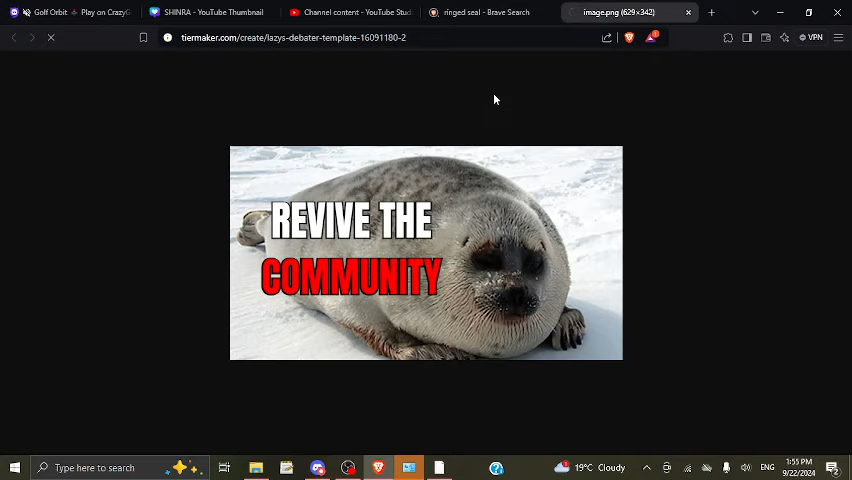 Golf Orbit
Play on CrazyG
SHINRA - YouTube Thumbnail
Channel content - YouTube Stud
ringed seal - Brave Search
image.png (629×342)
tiermaker.com/create/lazys-debater-template-16091180-2
VPN
REVIVE THE
COMMUNITY
Type here to search
19°C Cloudy
ENG
1:55 PM
9/22/2024